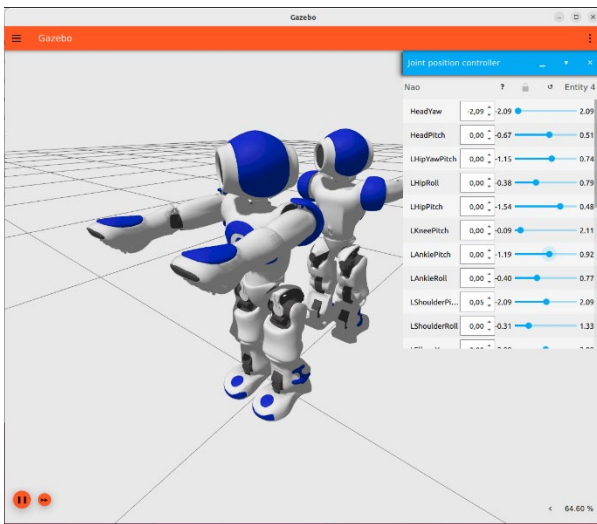 Gazebo
Gazebo
Joint position controller
Nao ? Entity 4
HeadYaw -2,09 -2.09 2.09
HeadPitch 0,00 -0.67 0.51
LHipYawPitch 0,00 -1.15 0.74
LHipRoll 0,00 -0.38 0.79
LHipPitch 0,00 -1.54 0.48
LKneePitch 0,00 -0.09 2.11
LAnklePitch 0,00 -1.19 0.92
LAnkleRoll 0,00 -0.40 0.77
LShoulderPi... 0,05 -2.09 2.09
LShoulderRoll 0,00 -0.31 1.33
64.60 %